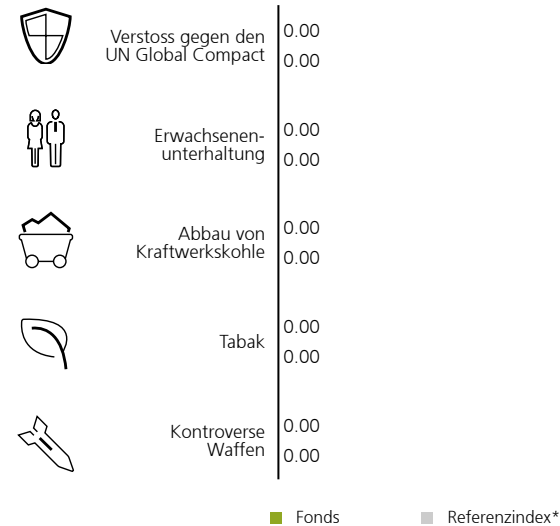 Verstoss gegen den
UN Global Compact
0.00
0.00
Erwachsenen-
unterhaltung
0.00
0.00
Abbau von
Kraftwerkskohle
0.00
0.00
Tabak
0.00
0.00
Kontroverse
Waffen
0.00
0.00
Fonds
Referenzindex*